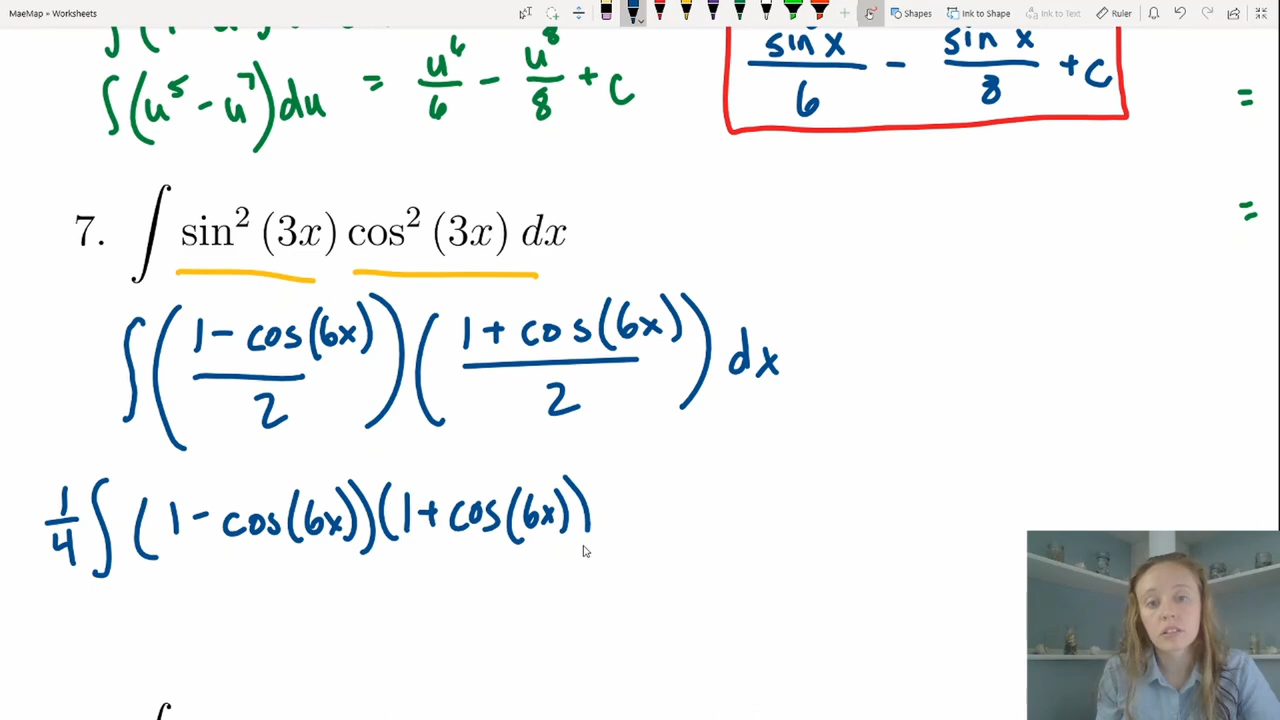 MaeMap » Worksheets
Shapes Ink to Shape Ink to Text Ruler
∫(u⁵ - u⁷)du = u⁶/6 - u⁸/8 + c
sin x/6 - sin x/8 + c
=
=
7. ∫ sin² (3x) cos² (3x) dx
∫((1 - cos(6x))/2)((1 + cos(6x))/2) dx
1/4 ∫ (1 - cos(6x))(1 + cos(6x))